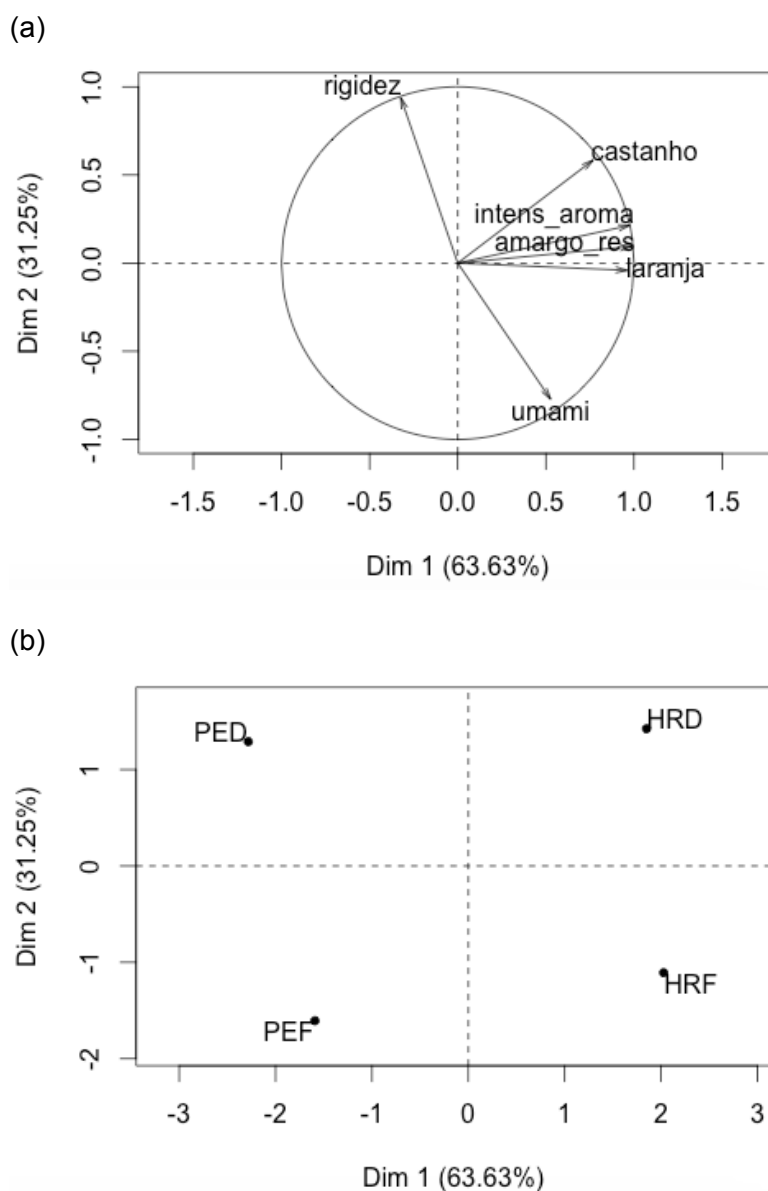 (a)
1.0
rigidez
castanho
0.5
intens_aroma
amargo_res
0.0
laranja
-0.5
umami
-1.0
Dim 2 (31.25%)
-1.5 -1.0 -0.5 0.0 0.5 1.0 1.5
Dim 1 (63.63%)
(b)
HRD
PED
1
0
-1
HRF
PEF
-2
Dim 2 (31.25%)
-3 -2 -1 0 1 2 3
Dim 1 (63.63%)